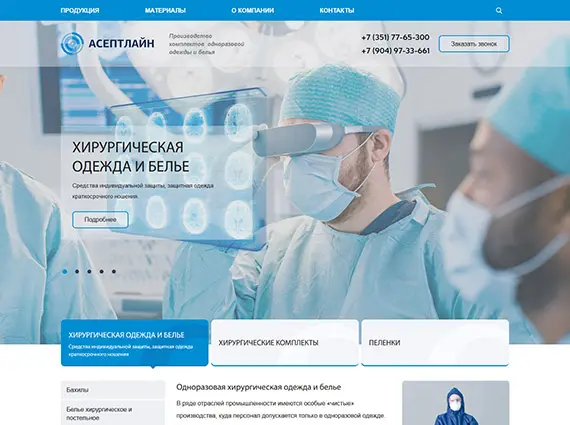 ПРОДУКЦИЯ МАТЕРИАЛЫ О КОМПАНИИ КОНТАКТЫ
АСЕПТЛАЙН
Производство
комплектов одноразовой
одежды и белья
+7 (351) 77-65-300
+7 (904) 97-33-661
Заказать звонок
ХИРУРГИЧЕСКАЯ
ОДЕЖДА И БЕЛЬЕ
Средства индивидуальной защиты, защитная одежда
краткосрочного ношения.
Подробнее
ХИРУРГИЧЕСКАЯ ОДЕЖДА И БЕЛЬЕ
Средства индивидуальной защиты, защитная одежда
краткосрочного ношения
ХИРУРГИЧЕСКИЕ КОМПЛЕКТЫ
ПЕЛЕНКИ
Бахилы
Белье хирургическое и
постельное
Одноразовая хирургическая одежда и белье
В ряде отраслей промышленности имеются особые «чистые»
производства, куда персонал допускается только в одноразовой одежде.